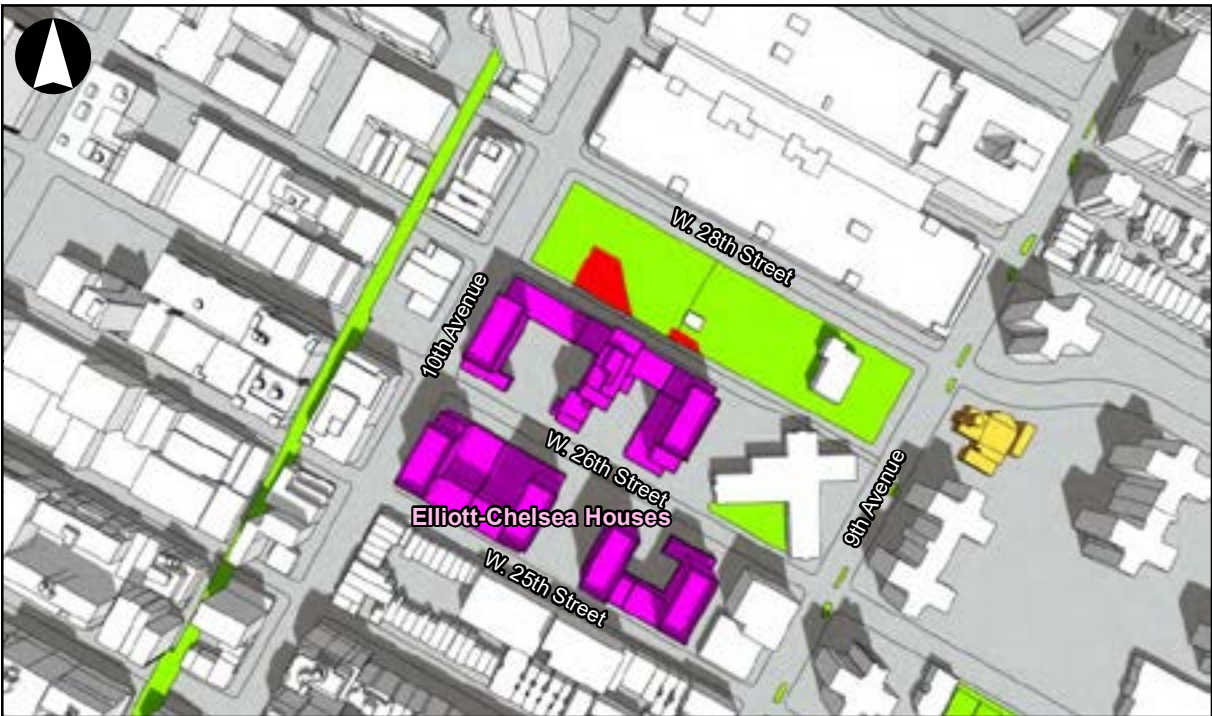 W. 28th Street
10th Avenue
W. 26th Street
9th Avenue
Elliott-Chelsea Houses
W. 25th Street